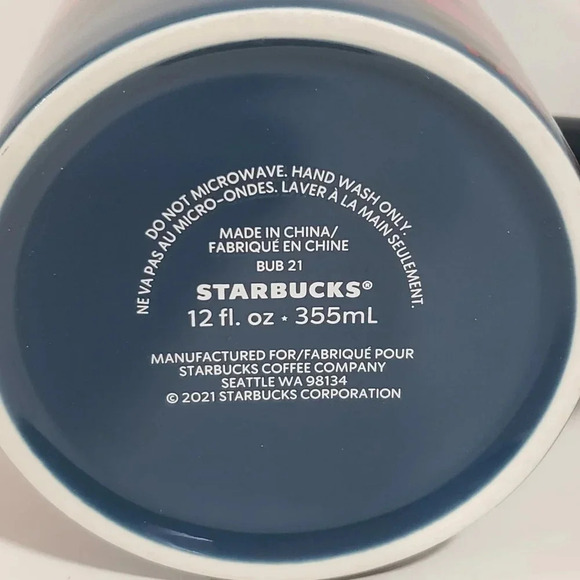 DO NOT MICROWAVE. HAND WASH ONLY.
NE VA PAS AU MICRO-ONDES. LAVER À LA MAIN SEULEMENT.
MADE IN CHINA/
FABRIQUÉ EN CHINE
BUB 21
STARBUCKS®
12 fl. oz • 355mL
MANUFACTURED FOR/FABRIQUÉ POUR
STARBUCKS COFFEE COMPANY
SEATTLE WA 98134
© 2021 STARBUCKS CORPORATION